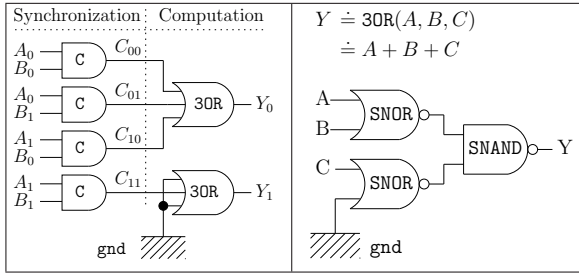 Synchronization Computation
A₀ B₀ C C₀₀
A₀ B₁ C C₀₁
3OR Y₀
A₁ B₀ C C₁₀
A₁ B₁ C C₁₁
3OR Y₁
gnd
Y ≐ 3OR(A, B, C)
≐ A + B + C
A
B
SNOR
SNAND Y
C
SNOR
gnd